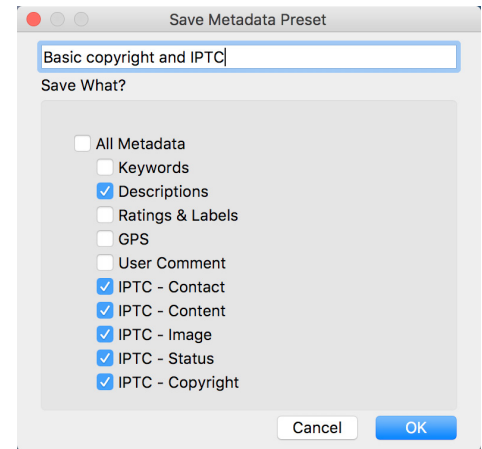 Save Metadata Preset
Basic copyright and IPTC
Save What?
All Metadata
Keywords
Descriptions
Ratings & Labels
GPS
User Comment
IPTC - Contact
IPTC - Content
IPTC - Image
IPTC - Status
IPTC - Copyright
Cancel OK